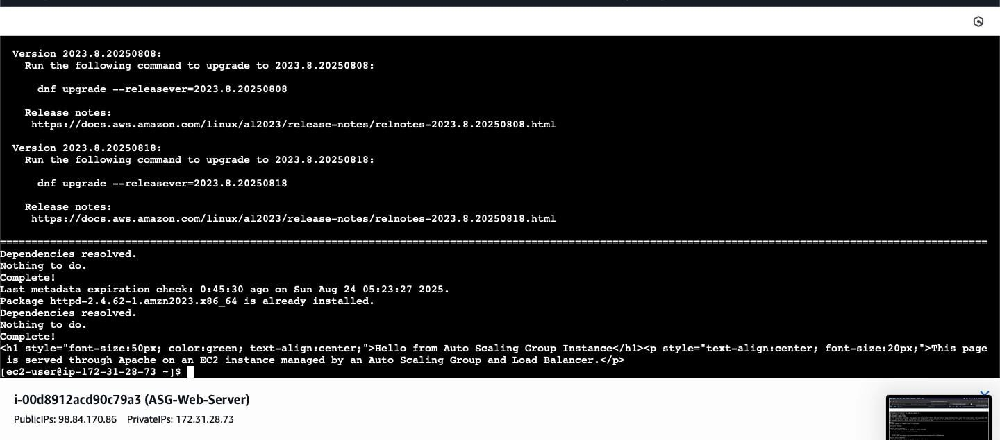 Version 2023.8.20250808:
Run the following command to upgrade to 2023.8.20250808:
dnf upgrade --releasever=2023.8.20250808
Release notes:
https://docs.aws.amazon.com/linux/al2023/release-notes/relnotes-2023.8.20250808.html
Version 2023.8.20250818:
Run the following command to upgrade to 2023.8.20250818:
dnf upgrade --releasever=2023.8.20250818
Release notes:
https://docs.aws.amazon.com/linux/al2023/release-notes/relnotes-2023.8.20250818.html
==============================================================================================================================================================
Dependencies resolved.
Nothing to do.
Complete!
Last metadata expiration check: 0:45:30 ago on Sun Aug 24 05:23:27 2025.
Package httpd-2.4.62-1.amzn2023.x86_64 is already installed.
Dependencies resolved.
Nothing to do.
Complete!
<h1 style="font-size:50px; color:green; text-align:center;">Hello from Auto Scaling Group Instance</h1><p style="text-align:center; font-size:20px;">This page
is served through Apache on an EC2 instance managed by an Auto Scaling Group and Load Balancer.</p>
[ec2-user@ip-172-31-28-73 ~]$
i-00d8912acd90c79a3 (ASG-Web-Server)
PublicIPs: 98.84.170.86 PrivateIPs: 172.31.28.73